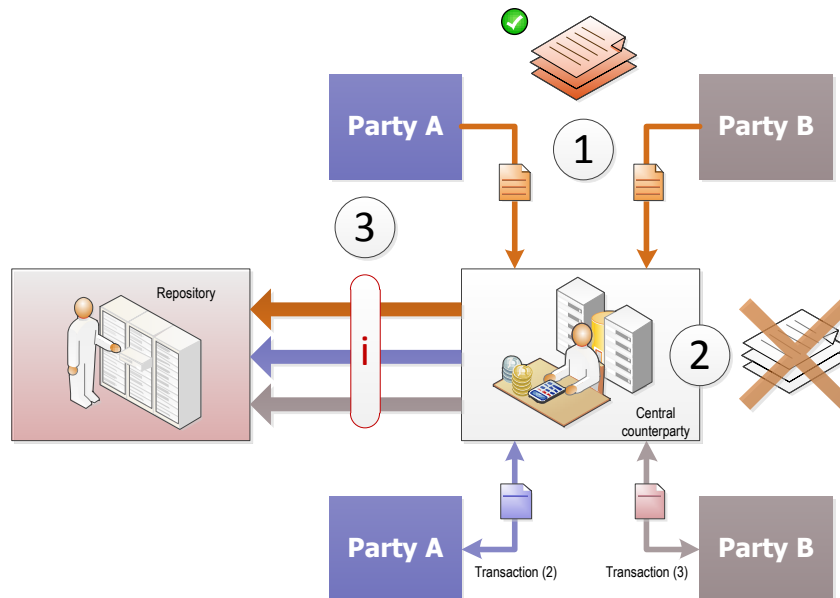 Party A
Party B
1
3
Repository
i
2
Central
counterparty
Party A
Party B
Transaction (2)
Transaction (3)